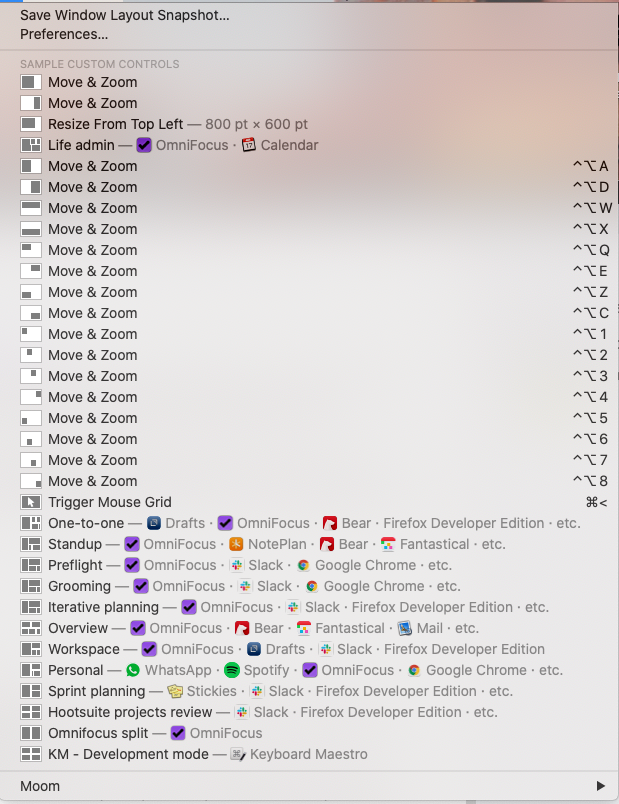 Save Window Layout Snapshot...
Preferences...
SAMPLE CUSTOM CONTROLS
Move & Zoom
Move & Zoom
Resize From Top Left — 800 pt × 600 pt
Life admin — OmniFocus · Calendar
Move & Zoom ^⌥A
Move & Zoom ^⌥D
Move & Zoom ^⌥W
Move & Zoom ^⌥X
Move & Zoom ^⌥Q
Move & Zoom ^⌥E
Move & Zoom ^⌥Z
Move & Zoom ^⌥C
Move & Zoom ^⌥1
Move & Zoom ^⌥2
Move & Zoom ^⌥3
Move & Zoom ^⌥4
Move & Zoom ^⌥5
Move & Zoom ^⌥6
Move & Zoom ^⌥7
Move & Zoom ^⌥8
Trigger Mouse Grid ⌘<
One-to-one — Drafts · OmniFocus · Bear · Firefox Developer Edition · etc.
Standup — OmniFocus · NotePlan · Bear · Fantastical · etc.
Preflight — OmniFocus · Slack · Google Chrome · etc.
Grooming — OmniFocus · Slack · Google Chrome · etc.
Iterative planning — OmniFocus · Slack · Firefox Developer Edition · etc.
Overview — OmniFocus · Bear · Fantastical · Mail · etc.
Workspace — OmniFocus · Drafts · Slack · Firefox Developer Edition
Personal — WhatsApp · Spotify · OmniFocus · Google Chrome · etc.
Sprint planning — Stickies · Slack · Firefox Developer Edition · etc.
Hootsuite projects review — Slack · Firefox Developer Edition · etc.
Omnifocus split — OmniFocus
KM - Development mode — Keyboard Maestro
Moom